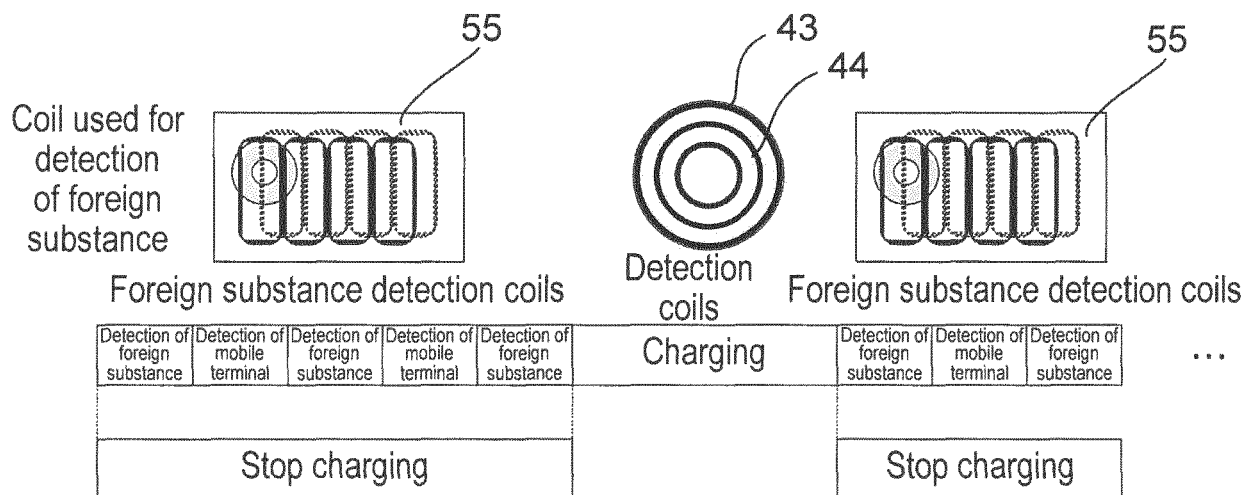 55
43
44
55
Coil used for
detection
of foreign
substance
Foreign substance detection coils
Detection
coils
Foreign substance detection coils
Detection of
foreign
substance
Detection of
mobile
terminal
Detection of
foreign
substance
Detection of
mobile
terminal
Detection of
foreign
substance
Charging
Detection of
foreign
substance
Detection of
mobile
terminal
Detection of
foreign
substance
...
Stop charging
Stop charging